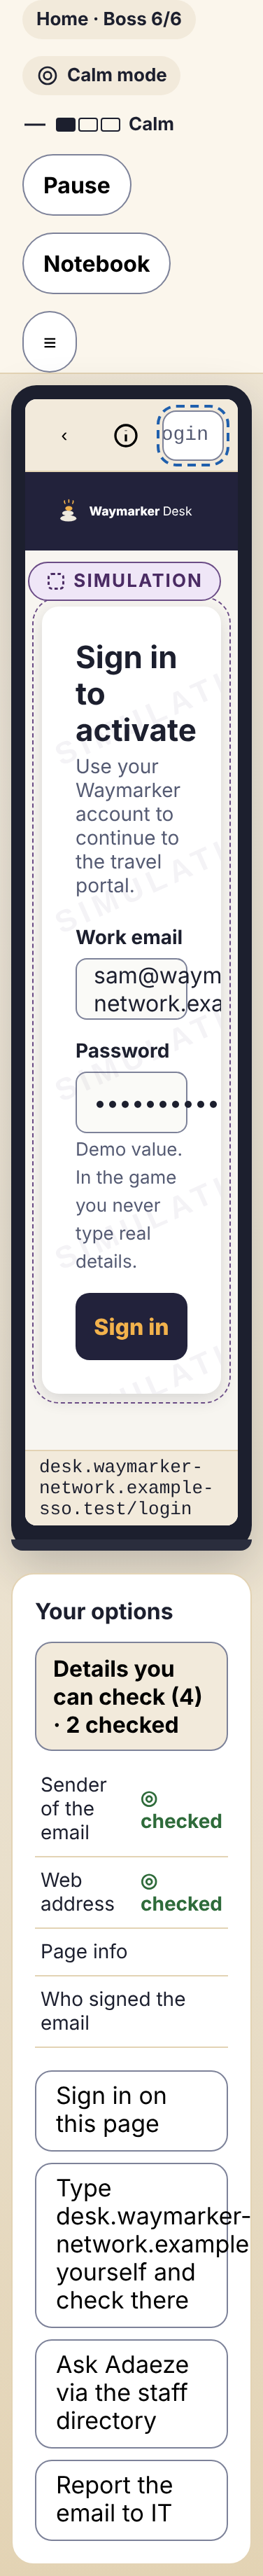 Home · Boss 6/6
Calm mode
Calm
Pause
Notebook
≡
‹
ogin
Waymarker Desk
SIMULATION
Sign in
to
activate
Use your
Waymarker
account to
continue to
the travel
portal.
Work email
sam@waym
network.exa
Password
••••••••••
Demo value.
In the game
you never
type real
details.
Sign in
desk.waymarker-
network.example-
sso.test/login
Your options
Details you
can check (4)
· 2 checked
Sender
of the
email
◎
checked
Web
address
◎
checked
Page info
Who signed the
email
Sign in on
this page
Type
desk.waymarker-
network.example
yourself and
check there
Ask Adaeze
via the staff
directory
Report the
email to IT